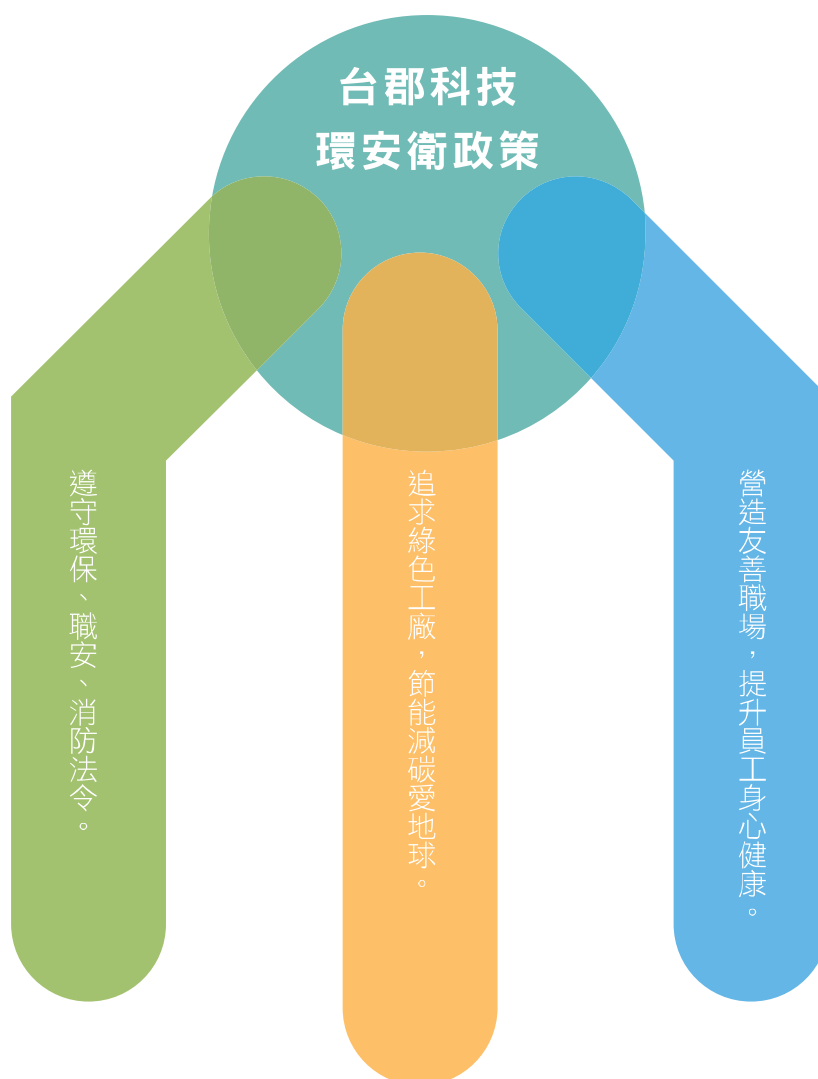 台郡科技
環安衛政策
遵守環保、職安、消防法令。
追求綠色工廠，節能減碳愛地球。
營造友善職場，提升員工身心健康。